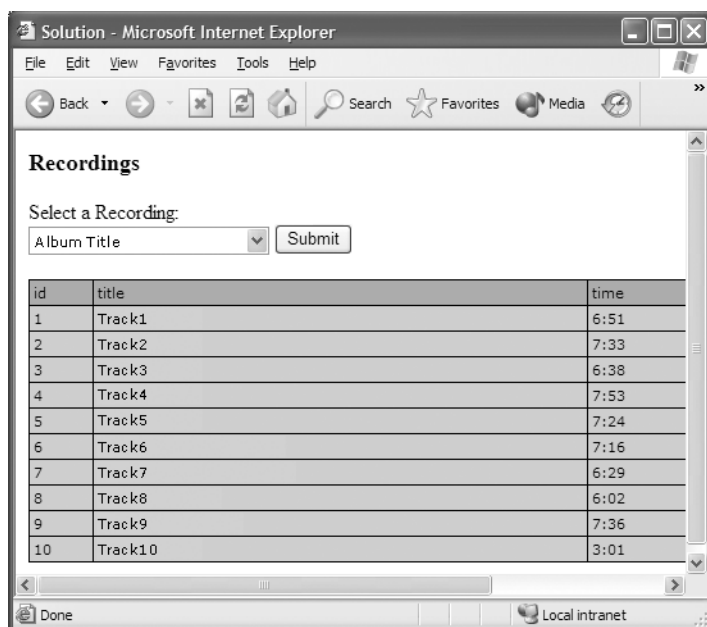 Solution - Microsoft Internet Explorer
File Edit View Favorites Tools Help
Back Search Favorites Media »
Recordings
Select a Recording:
Album Title Submit
id title time
1 Track1 6:51
2 Track2 7:33
3 Track3 6:38
4 Track4 7:53
5 Track5 7:24
6 Track6 7:16
7 Track7 6:29
8 Track8 6:02
9 Track9 7:36
10 Track10 3:01
Done Local intranet